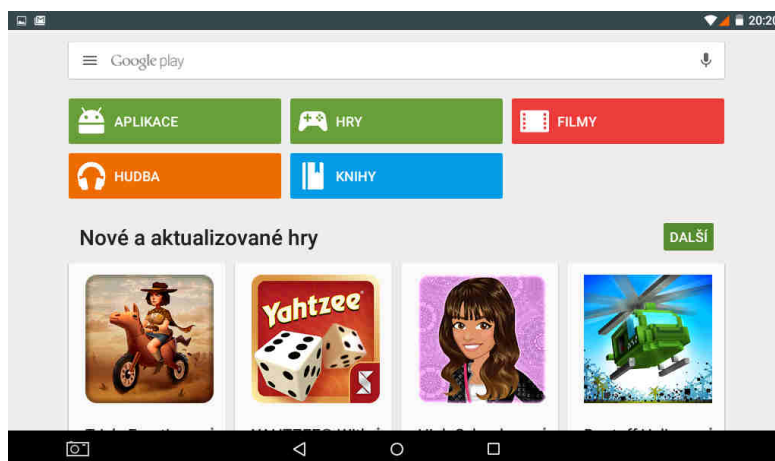 20:20
Google play
APLIKACE
HRY
FILMY
HUDBA
KNIHY
Nové a aktualizované hry
DALŠÍ
Yahtzee